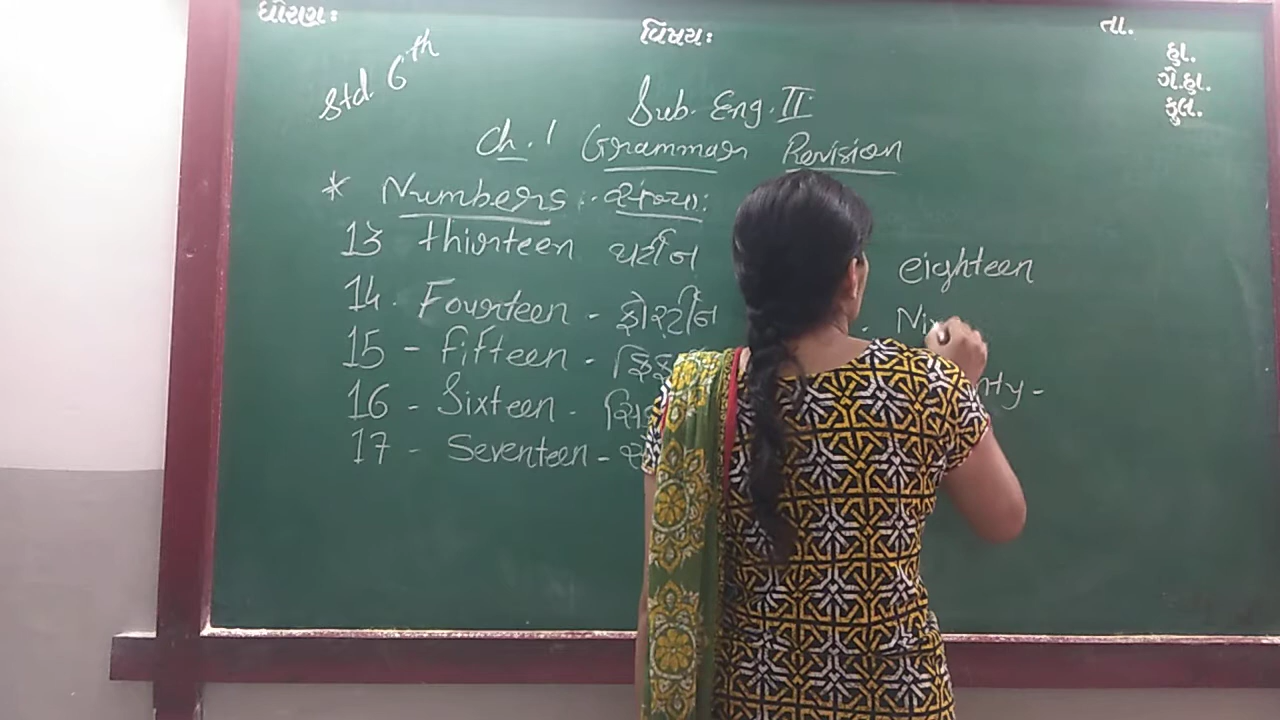 ધોરણઃ
વિષયઃ
તા.
હા.
ગે.હા.
કુલ.
Std. 6th
Sub. Eng. II
Ch. 1 Grammar Revision
* Numbers :- સંખ્યા:
13 thirteen થર્ટીન
14. Fourteen - ફોર્ટીન
15 - fifteen -
16 - Sixteen -
17 - Seventeen -
eighteen